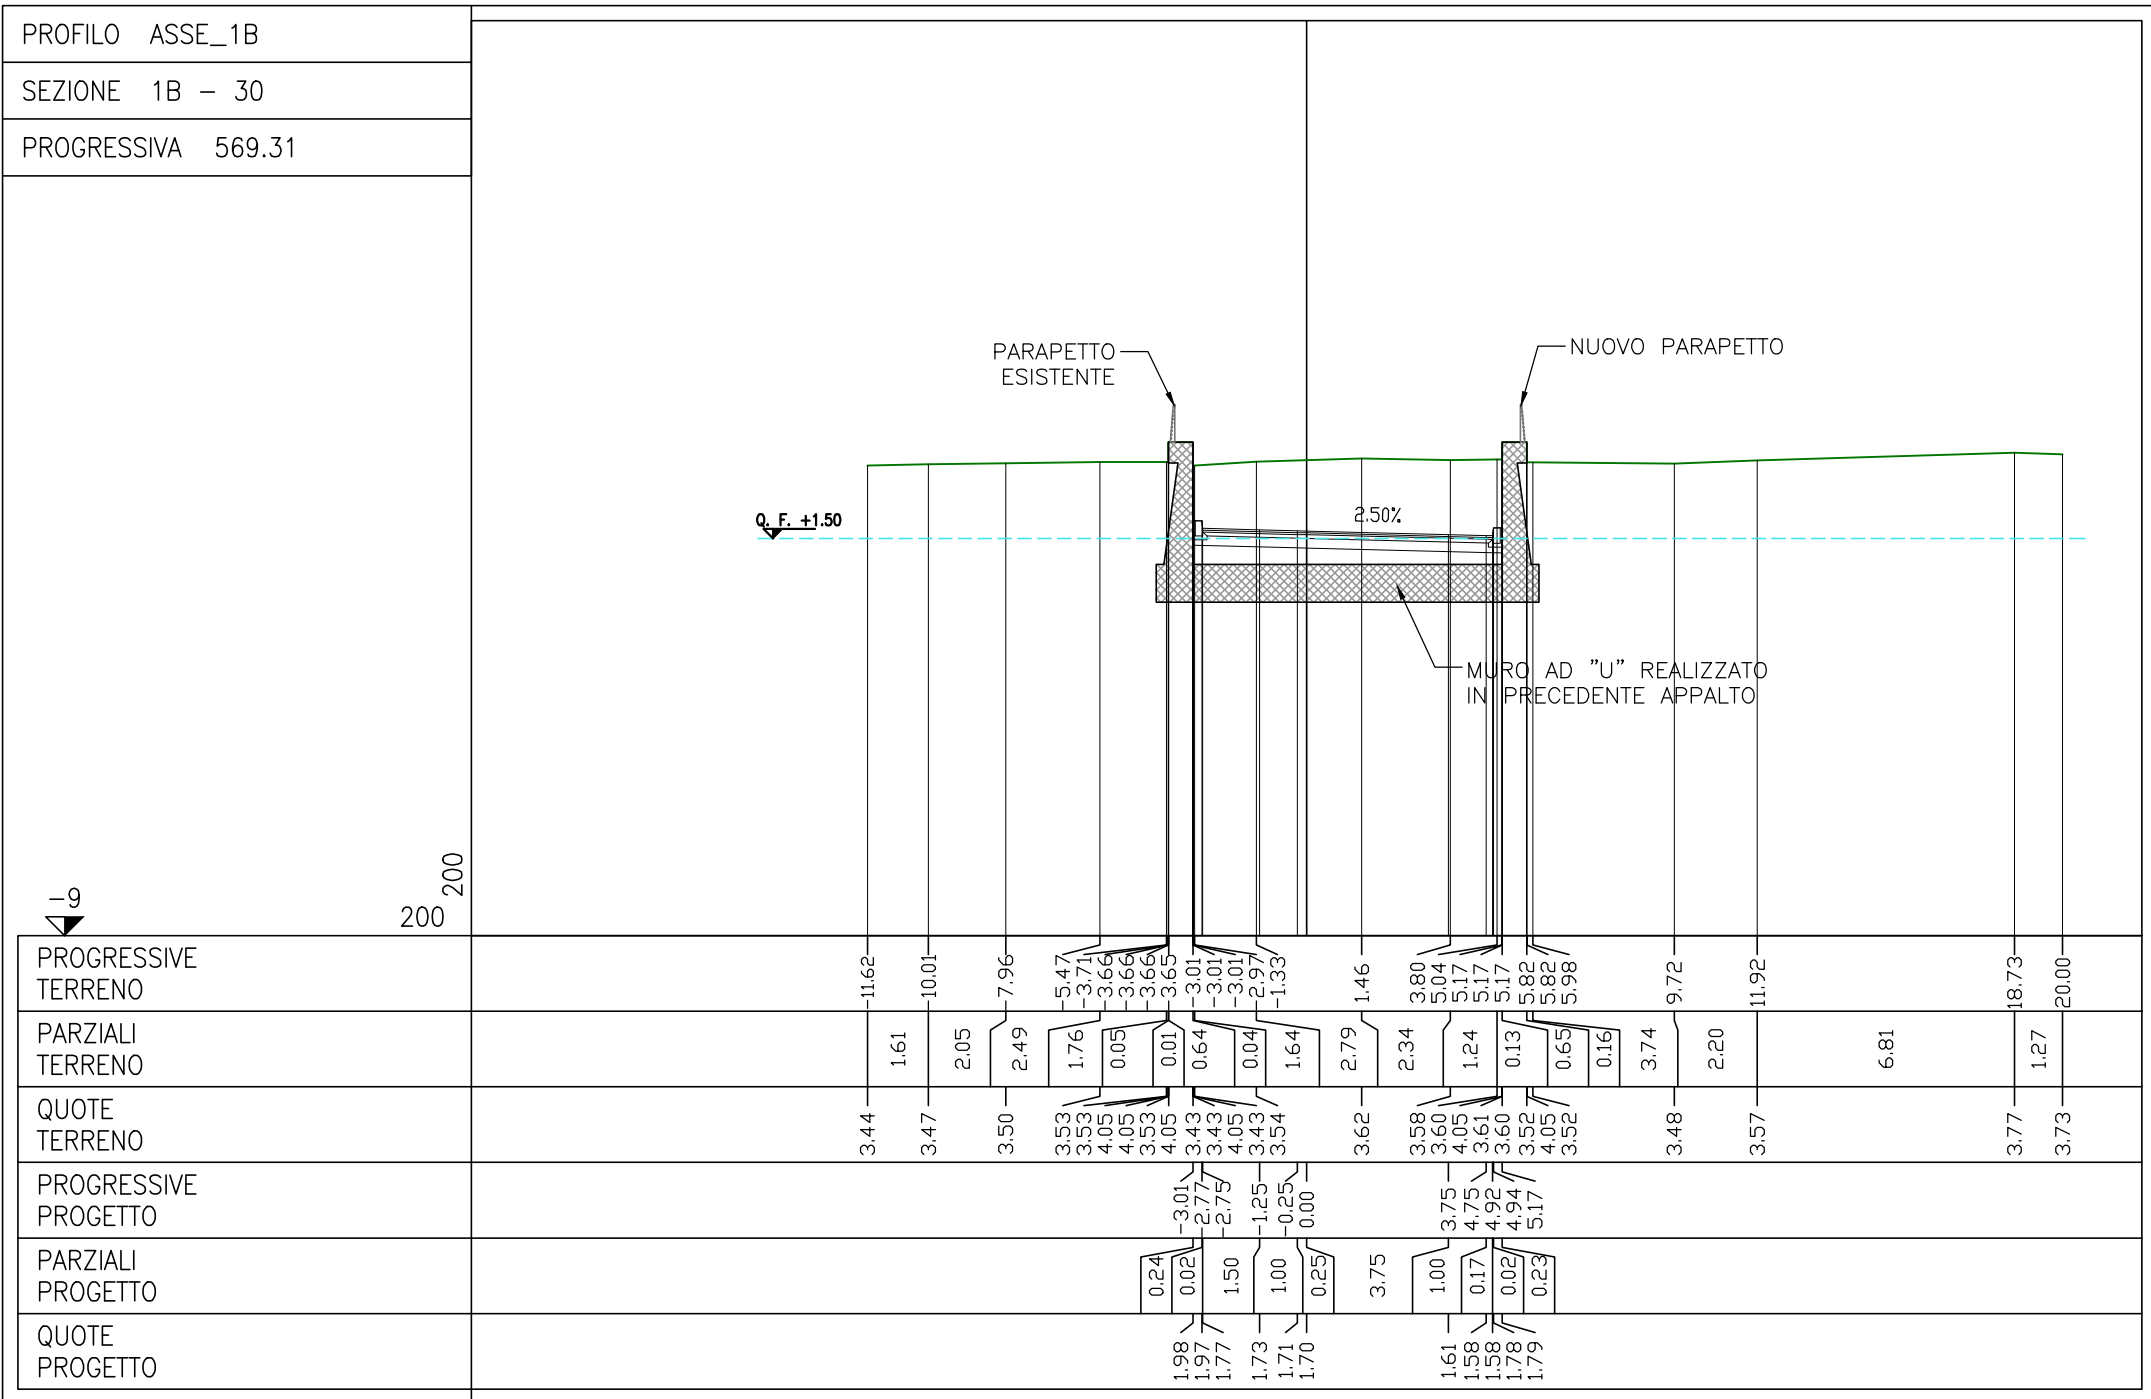 PROFILO ASSE_1B
SEZIONE 1B - 30
PROGRESSIVA 569.31
PARAPETTO
ESISTENTE
NUOVO PARAPETTO
Q. F. +1.50
2.50%
MURO AD "U" REALIZZATO
IN PRECEDENTE APPALTO
200
-9
200
PROGRESSIVE
TERRENO
-11.62 -10.01 -7.96 -5.47 -3.71 -3.66 -3.66 -3.66 -3.65 -3.01 -3.01 -3.01 -2.97 -1.33 1.46 3.80 5.04 5.17 5.17 5.17 5.82 5.82 5.98 9.72 11.92 18.73 20.00
PARZIALI
TERRENO
1.61 2.05 2.49 1.76 0.05 0.01 0.64 0.04 1.64 2.79 2.34 1.24 0.13 0.65 0.16 3.74 2.20 6.81 1.27
QUOTE
TERRENO
3.44 3.47 3.50 3.53 3.53 4.05 4.05 3.53 4.05 3.43 3.43 4.05 3.43 3.54 3.62 3.58 3.60 4.05 3.61 3.60 3.52 4.05 3.52 3.48 3.57 3.77 3.73
PROGRESSIVE
PROGETTO
-3.01 -2.77 -2.75 -1.25 -0.25 0.00 3.75 4.75 4.92 4.94 5.17
PARZIALI
PROGETTO
0.24 0.02 1.50 1.00 0.25 3.75 1.00 0.17 0.02 0.23
QUOTE
PROGETTO
1.98 1.97 1.77 1.73 1.71 1.70 1.61 1.58 1.58 1.78 1.79